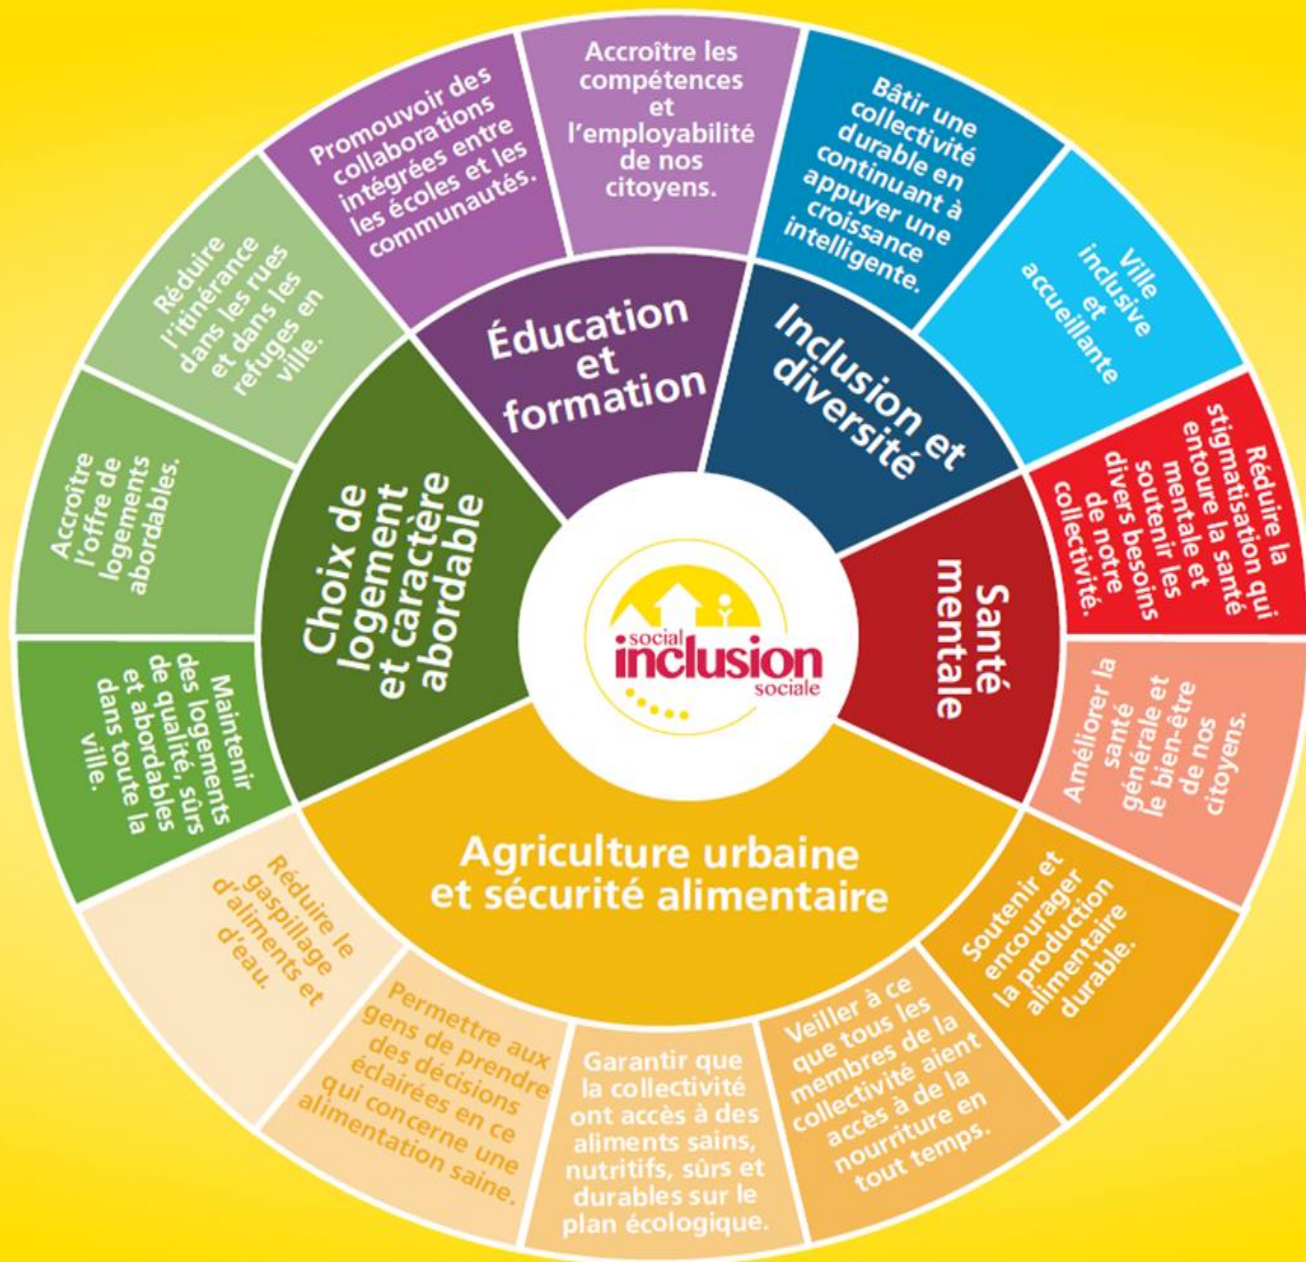 Accroître les
compétences
et
l'employabilité
de nos
citoyens.
Bâtir une
collectivité
durable en
continuant à
appuyer une
croissance
intelligente.
Ville
inclusive
et
accueillante
Réduire la
stigmatisation qui
entoure la santé
mentale et
soutenir les
divers besoins
de notre
collectivité.
Améliorer la
santé
générale et
le bien-être
de nos
citoyens.
Soutenir et
encourager
la production
alimentaire
durable.
Veiller à ce
que tous les
membres de la
collectivité aient
accès à de la
nourriture en
tout temps.
Garantir que
la collectivité
ont accès à des
aliments sains,
nutritifs, sûrs et
durables sur le
plan écologique.
Permettre aux
gens de prendre
des décisions
éclairées en ce
qui concerne une
alimentation saine.
Réduire le
gaspillage
d'aliments et
d'eau.
Maintenir
des logements
de qualité, sûrs
et abordables
dans toute la
ville.
Accroître
l'offre de
logements
abordables.
Réduire
l'itinérance
dans les rues
et dans les
refuges en
ville.
Promouvoir des
collaborations
intégrées entre
les écoles et les
communautés.
Éducation
et
formation
Inclusion et
diversité
Santé
mentale
Agriculture urbaine
et sécurité alimentaire
Choix de
logement
et caractère
abordable
social
inclusion
sociale